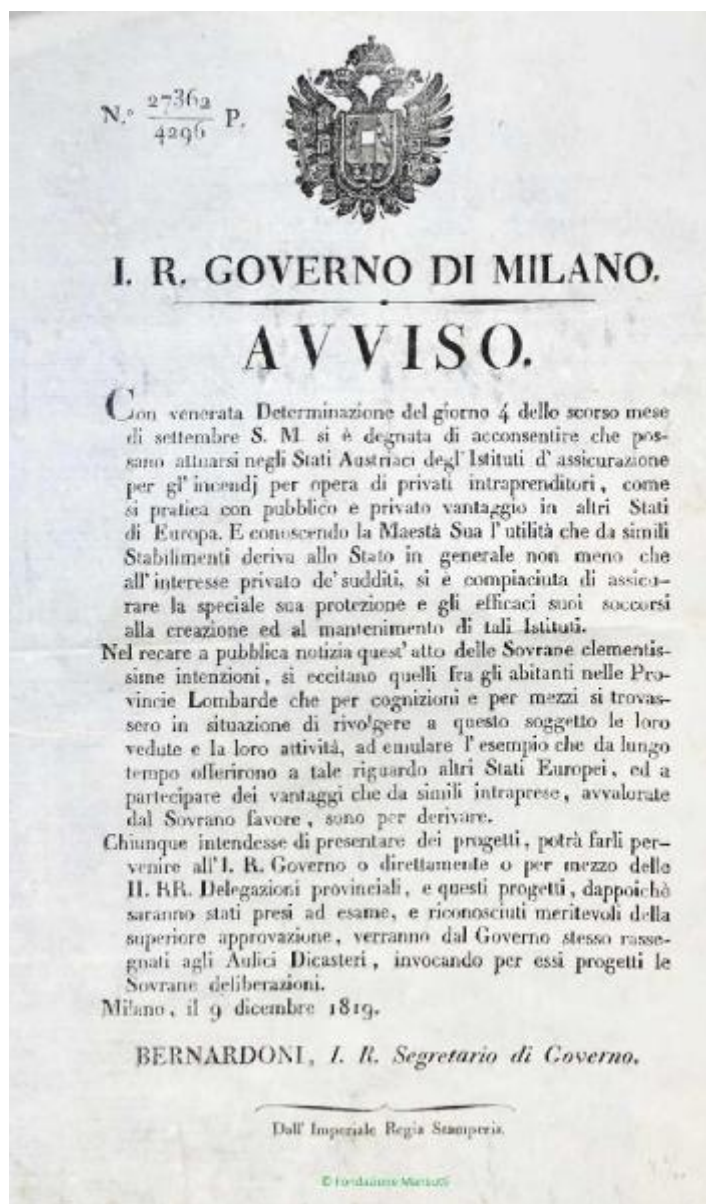 N.° 27362
4296 P.
I. R. GOVERNO DI MILANO.
AVVISO.
Con venerata Determinazione del giorno 4 dello scorso mese
di settembre S. M. si è degnata di acconsentire che pos-
sano attuarsi negli Stati Austriaci degl' Istituti d' assicurazione
per gl' incendj per opera di privati intraprenditori, come
si pratica con pubblico e privato vantaggio in altri Stati
di Europa. E conoscendo la Maestà Sua l' utilità che da simili
Stabilimenti deriva allo Stato in generale non meno che
all' interesse privato de' sudditi, si è compiaciuta di assicu-
rare la speciale sua protezione e gli efficaci suoi soccorsi
alla creazione ed al mantenimento di tali Istituti.
Nel recare a pubblica notizia quest' atto delle Sovrane clementis-
sime intenzioni, si eccitano quelli fra gli abitanti nelle Pro-
vincie Lombarde che per cognizioni e per mezzi si trovas-
sero in situazione di rivolgere a questo soggetto le loro
vedute e la loro attività, ad emulare l' esempio che da lungo
tempo offerirono a tale riguardo altri Stati Europei, ed a
partecipare dei vantaggi che da simili intraprese, avvalorate
dal Sovrano favore, sono per derivare.
Chiunque intendesse di presentare dei progetti, potrà farli per-
venire all' I. R. Governo o direttamente o per mezzo delle
II. RR. Delegazioni provinciali, e questi progetti, dappoichè
saranno stati presi ad esame, e riconosciuti meritevoli della
superiore approvazione, verranno dal Governo stesso rasse-
gnati agli Aulici Dicasteri, invocando per essi progetti le
Sovrane deliberazioni.
Milano, il 9 dicembre 1819.
BERNARDONI, I. R. Segretario di Governo.
Dall' Imperiale Regia Stamperia.
© Fondazione Mansutti